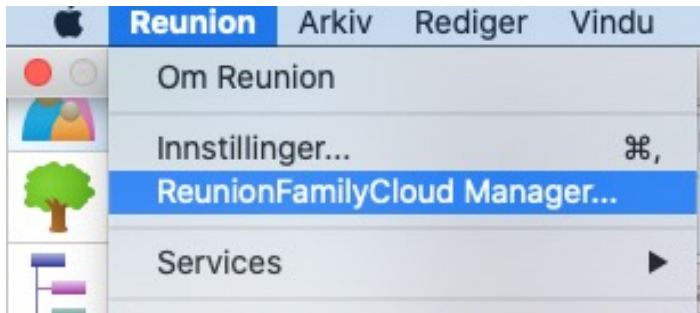 Reunion Arkiv Rediger Vindu
Om Reunion
Innstillinger... ⌘,
ReunionFamilyCloud Manager...
Services ▶